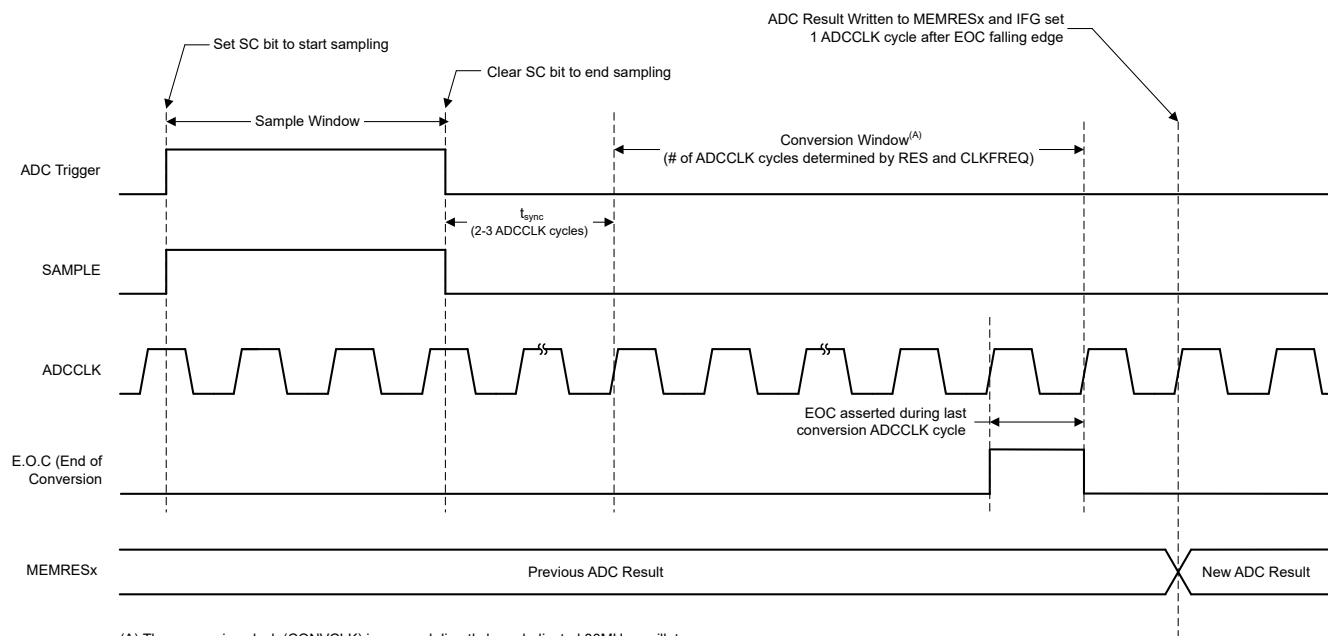 ADC Result Written to MEMRESx and IFG set
1 ADCCLK cycle after EOC falling edge
Set SC bit to start sampling
Clear SC bit to end sampling
Sample Window
Conversion Window(A)
(# of ADCCLK cycles determined by RES and CLKFREQ)
ADC Trigger
tsync
(2-3 ADCCLK cycles)
SAMPLE
ADCCLK
EOC asserted during last
conversion ADCCLK cycle
E.O.C (End of
Conversion
MEMRESx
Previous ADC Result
New ADC Result